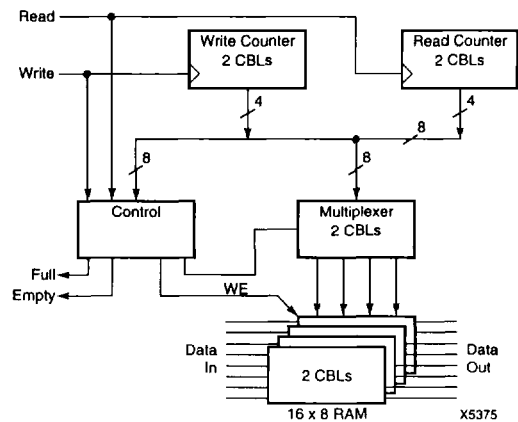 Read
Write Counter
2 CBLs
Read Counter
2 CBLs
Write
4
4
8
8
8
Control
Multiplexer
2 CBLs
Full
Empty
WE
Data
In
Data
Out
2 CBLs
16 x 8 RAM
X5375